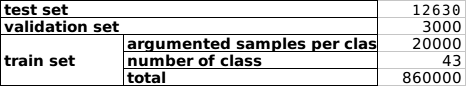 test set 12630
validation set 3000
train set argumented samples per clas 20000
number of class 43
total 860000